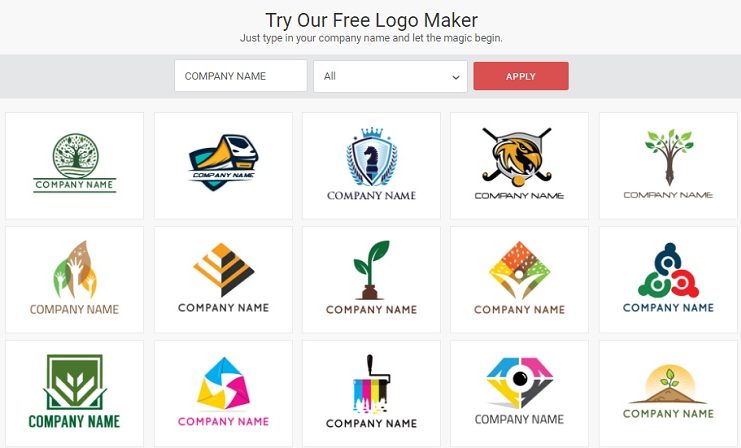 Try Our Free Logo Maker
Just type in your company name and let the magic begin.
COMPANY NAME All APPLY
COMPANY NAME COMPANY NAME COMPANY NAME COMPANY NAME COMPANY NAME
COMPANY NAME COMPANY NAME COMPANY NAME COMPANY NAME COMPANY NAME
COMPANY NAME COMPANY NAME COMPANY NAME COMPANY NAME COMPANY NAME